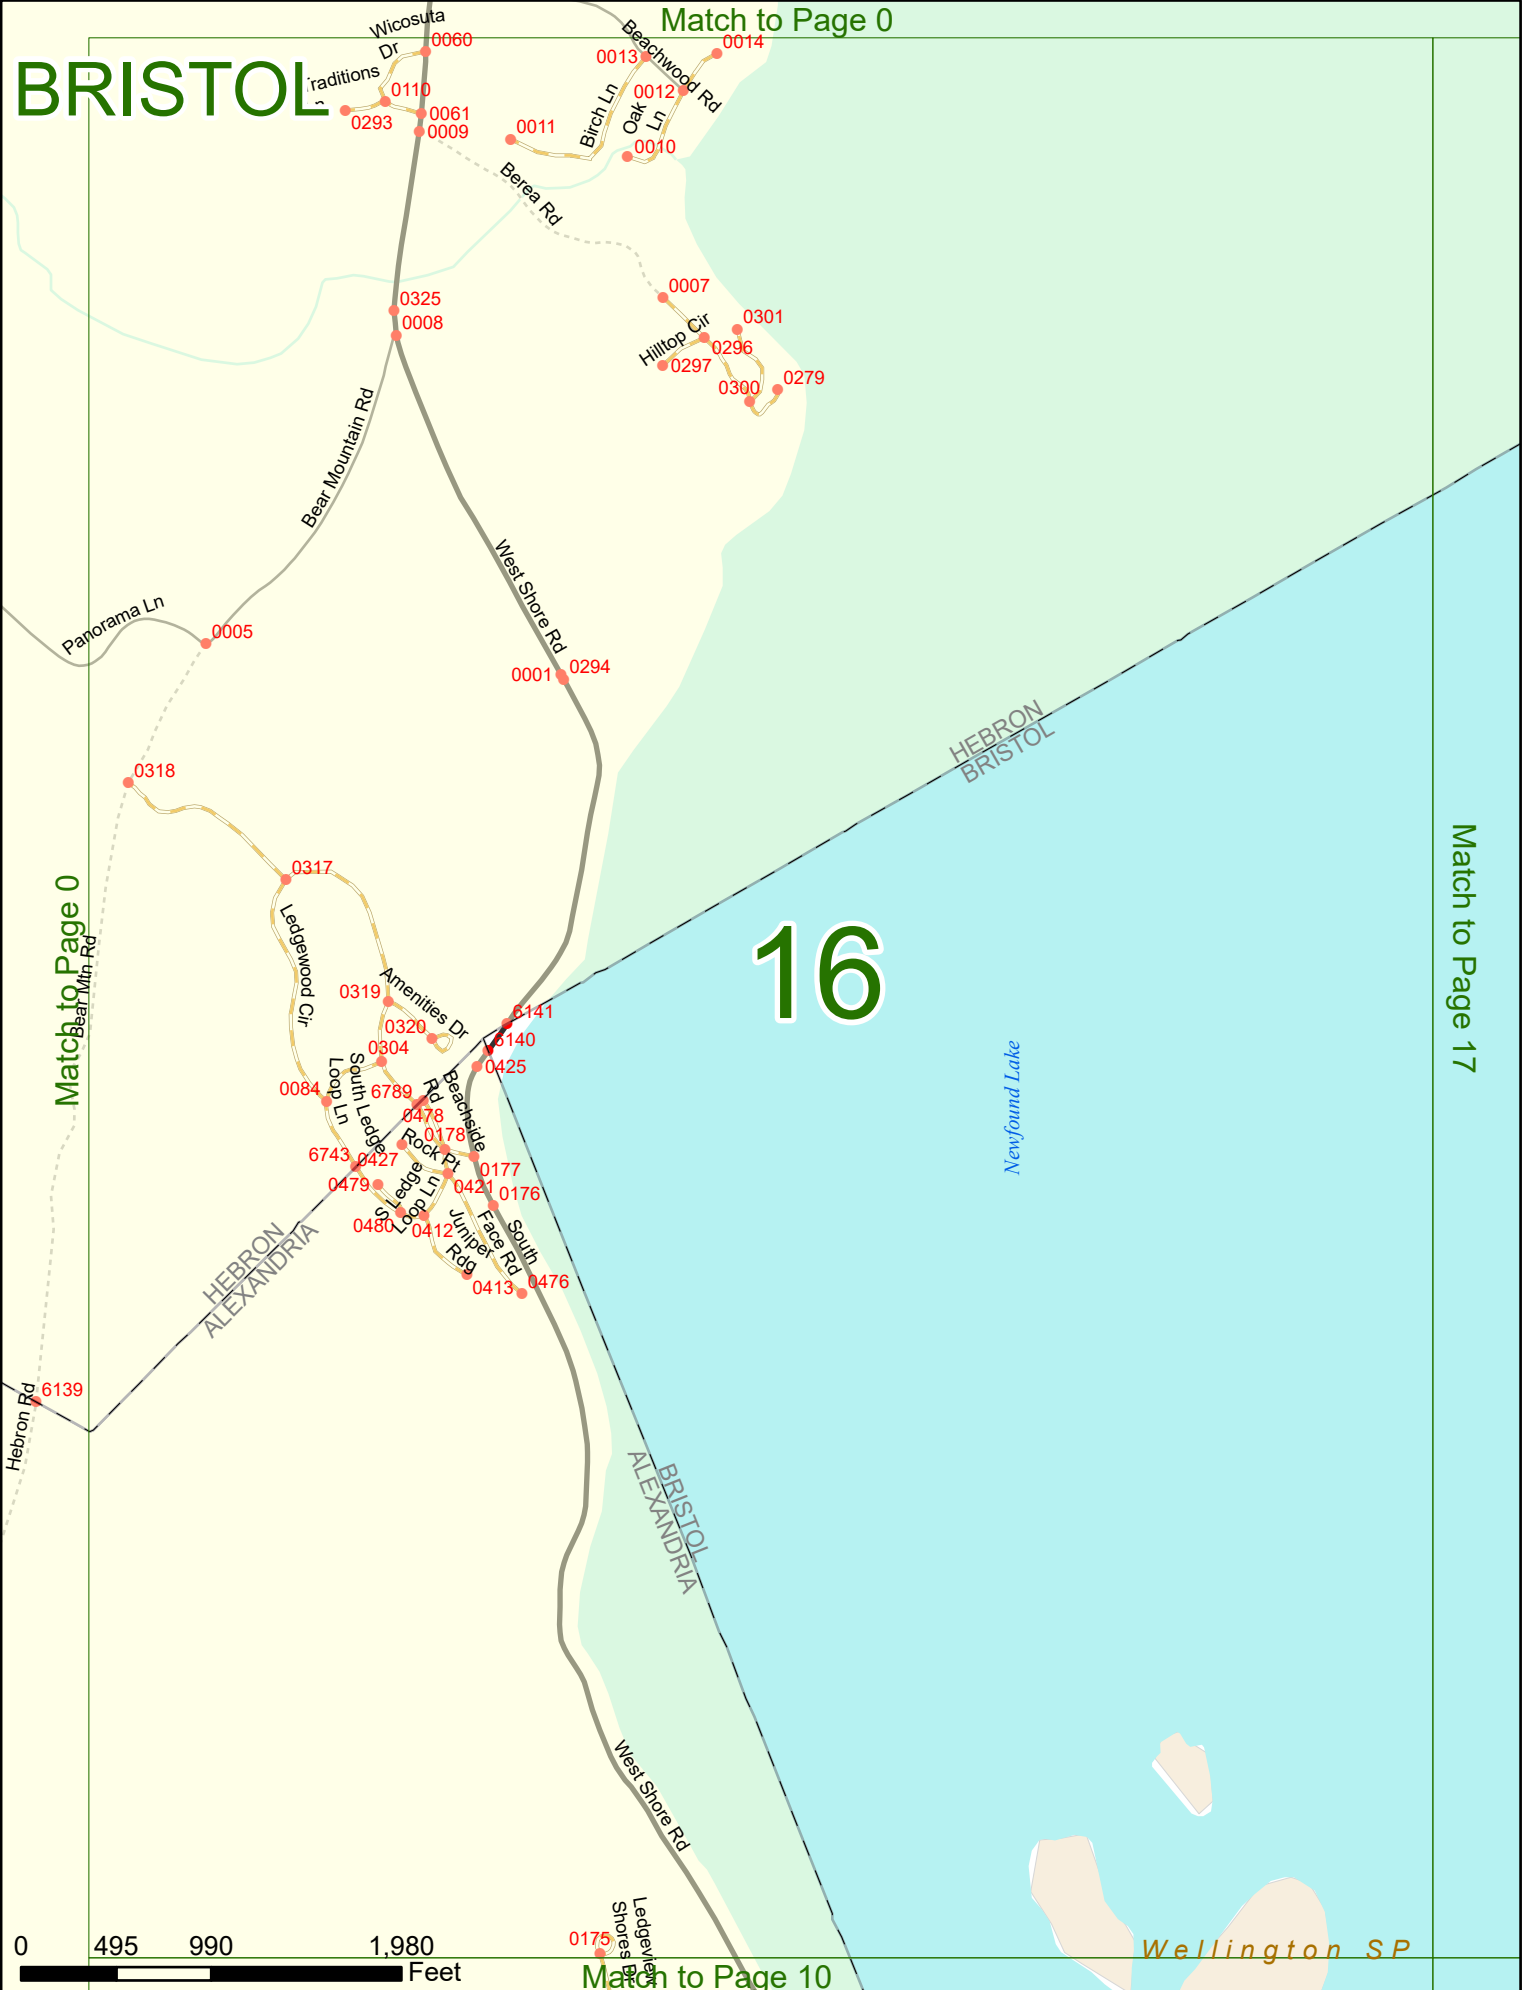 Match to Page 0
BRISTOL
Wicosuta
Dr
0060
Traditions
0110
0293
0061
0009
0011
Beachwood Rd
0013
0014
0012
Birch Ln
Oak
Ln
0010
Berea Rd
0325
0008
0007
0301
Hilltop Cir
0296
0297
0300
0279
Bear Mountain Rd
West Shore Rd
Panorama Ln
0005
0001
0294
HEBRON
BRISTOL
0318
0317
Match to Page 0
Bear Mtn Rd
Match to Page 17
16
Ledgewood Cir
Amenities Dr
0319
0320
6141
6140
0304
0425
Newfound Lake
0084
South Ledge
Loop Ln
6789
Rd
Beachside
0478
0178
Rock Pt
6743
0427
0177
0479
S Ledge
Loop Ln
0421
0176
0480
0412
Juniper
Rdg
South
Face Rd
0413
0476
HEBRON
ALEXANDRIA
6139
Hebron Rd
BRISTOL
ALEXANDRIA
West Shore Rd
Ledgeview
Shores Dr
0175
Wellington SP
0 495 990 1,980
Feet
Match to Page 10